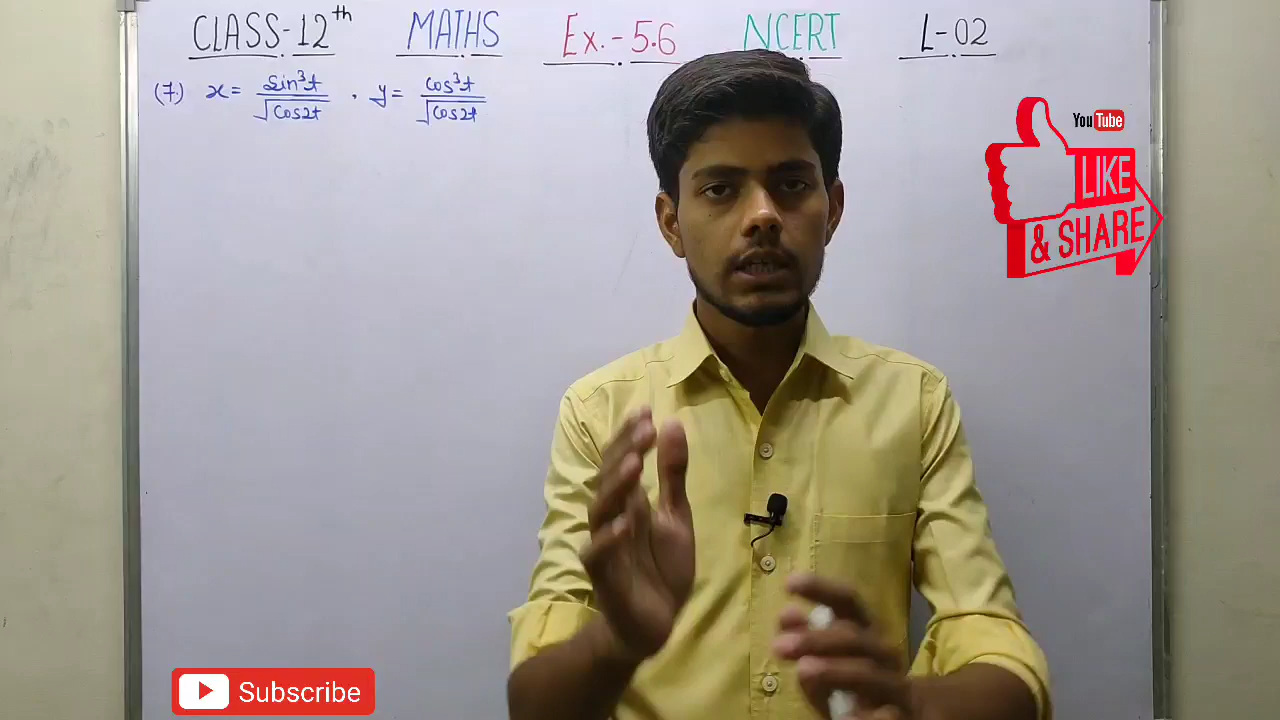 CLASS-12th MATHS Ex.-5.6 NCERT L-02
(7.) x = sin³t / √cos2t , y = cos³t / √cos2t
YouTube
LIKE
& SHARE
Subscribe